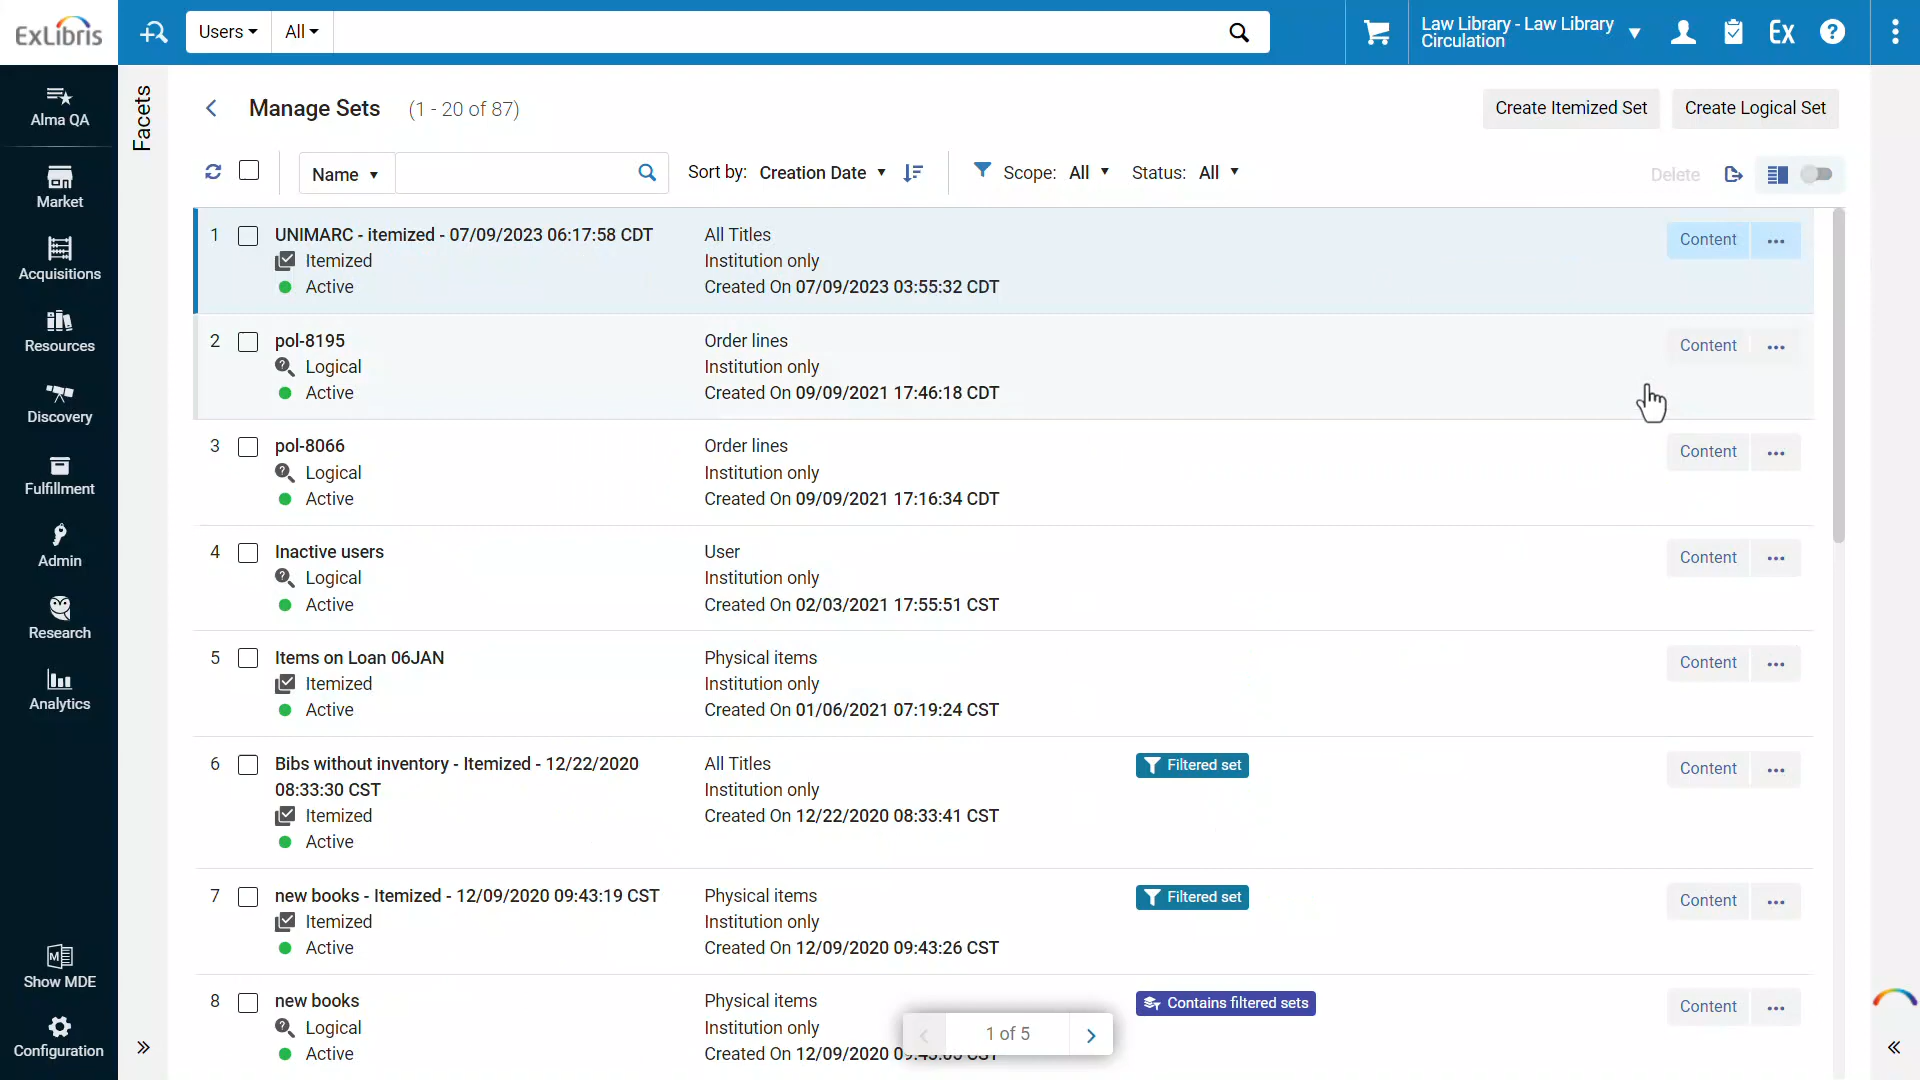 ExLibris
Users
All
Law Library - Law Library
Circulation
Ex
?
Alma QA
Market
Acquisitions
Resources
Discovery
Fulfillment
Admin
Research
Analytics
Show MDE
Configuration
Facets
Manage Sets (1 - 20 of 87)
Create Itemized Set
Create Logical Set
Name
Sort by: Creation Date
Scope: All
Status: All
Delete
1 UNIMARC - itemized - 07/09/2023 06:17:58 CDT
Itemized
Active
All Titles
Institution only
Created On 07/09/2023 03:55:32 CDT
Content
2 pol-8195
Logical
Active
Order lines
Institution only
Created On 09/09/2021 17:46:18 CDT
Content
3 pol-8066
Logical
Active
Order lines
Institution only
Created On 09/09/2021 17:16:34 CDT
Content
4 Inactive users
Logical
Active
User
Institution only
Created On 02/03/2021 17:55:51 CST
Content
5 Items on Loan 06JAN
Itemized
Active
Physical items
Institution only
Created On 01/06/2021 07:19:24 CST
Content
6 Bibs without inventory - Itemized - 12/22/2020
08:33:30 CST
Itemized
Active
All Titles
Institution only
Created On 12/22/2020 08:33:41 CST
Filtered set
Content
7 new books - Itemized - 12/09/2020 09:43:19 CST
Itemized
Active
Physical items
Institution only
Created On 12/09/2020 09:43:26 CST
Filtered set
Content
8 new books
Logical
Active
Physical items
Institution only
Created On 12/09/2020
Contains filtered sets
Content
1 of 5